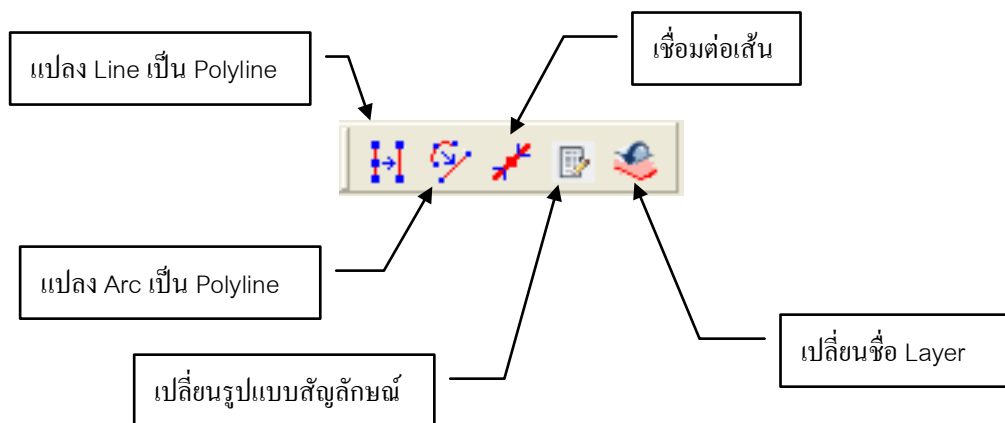 เชื่อมต่อเส้น
แปลง Line เป็น Polyline
แปลง Arc เป็น Polyline
เปลี่ยนชื่อ Layer
เปลี่ยนรูปแบบสัญลักษณ์